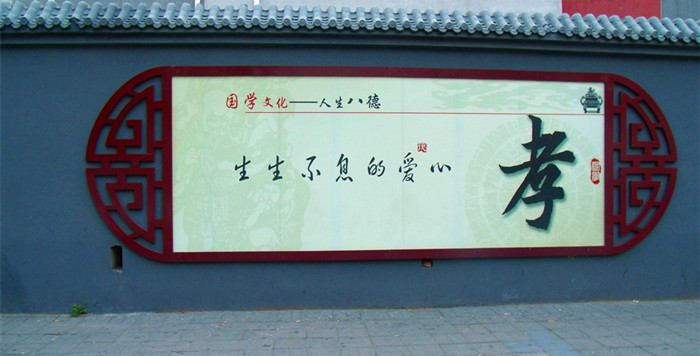 国学文化——人生八德
生生不息的爱心
孝